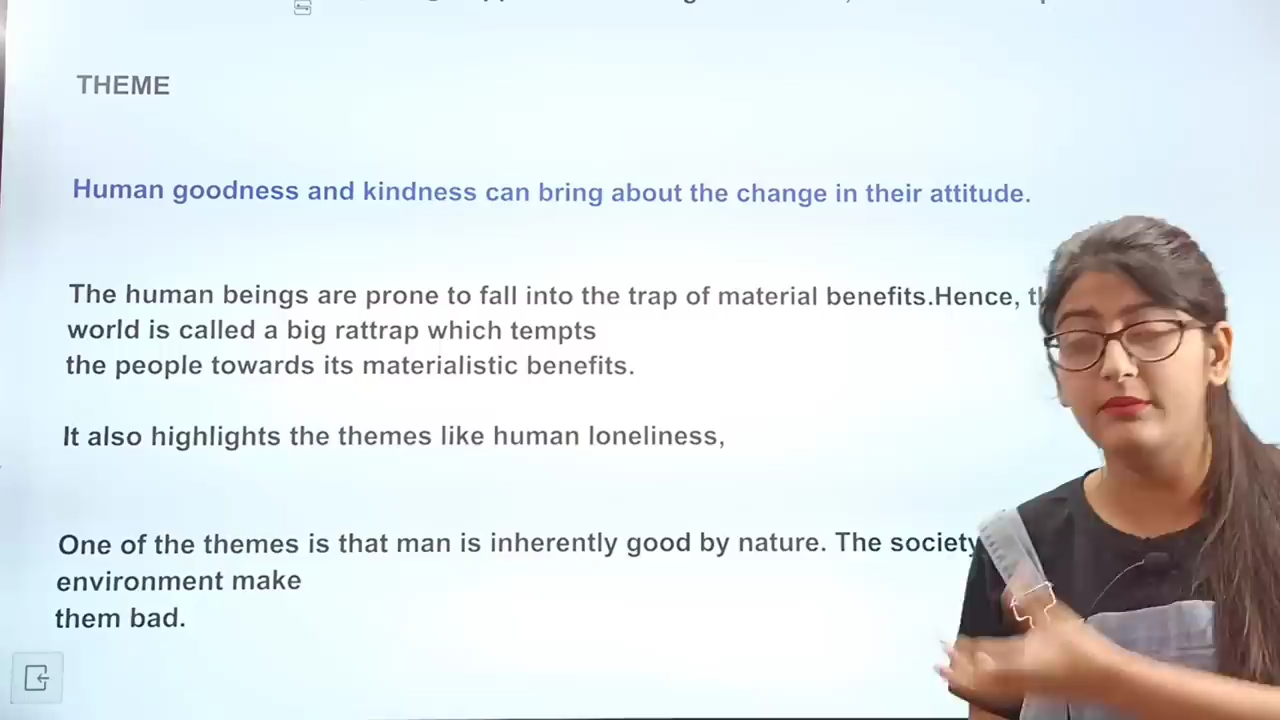 THEME
Human goodness and kindness can bring about the change in their attitude.
The human beings are prone to fall into the trap of material benefits.Hence,
world is called a big rattrap which tempts
the people towards its materialistic benefits.
It also highlights the themes like human loneliness,
One of the themes is that man is inherently good by nature. The society
environment make
them bad.